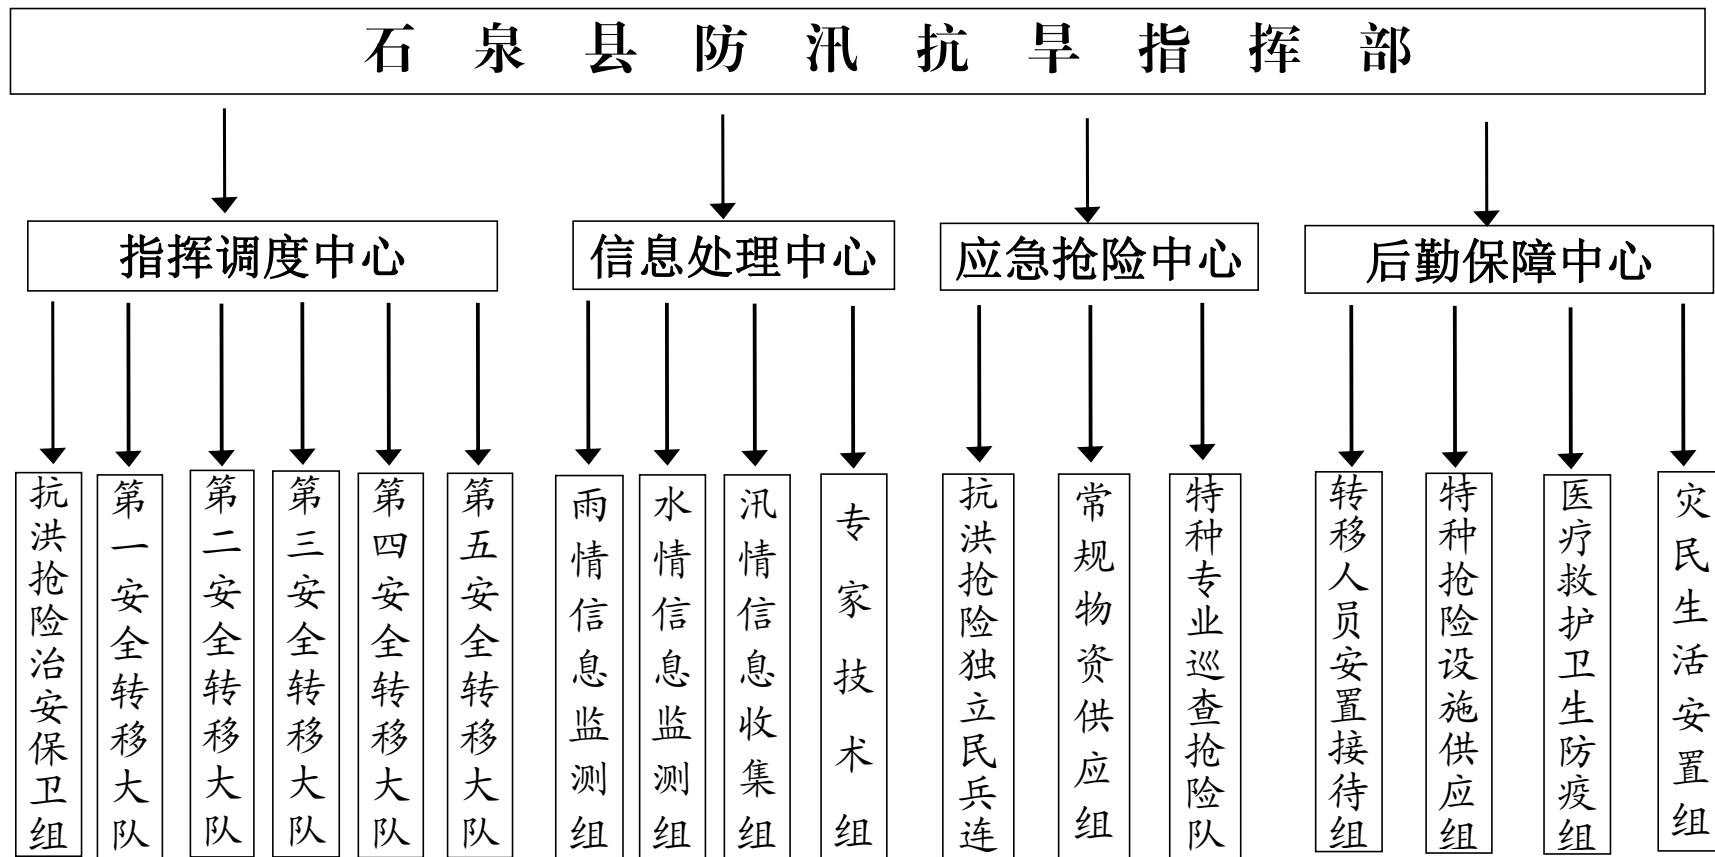 石泉县防汛抗旱指挥部
指挥调度中心
信息处理中心
应急抢险中心
后勤保障中心
抗洪抢险治安保卫组
第一安全转移大队
第二安全转移大队
第三安全转移大队
第四安全转移大队
第五安全转移大队
雨情信息监测组
水情信息监测组
汛情信息收集组
专家技术组
抗洪抢险独立民兵连
常规物资供应组
特种专业巡查抢险队
转移人员安置接待组
特种抢险设施供应组
医疗救护卫生防疫组
灾民生活安置组